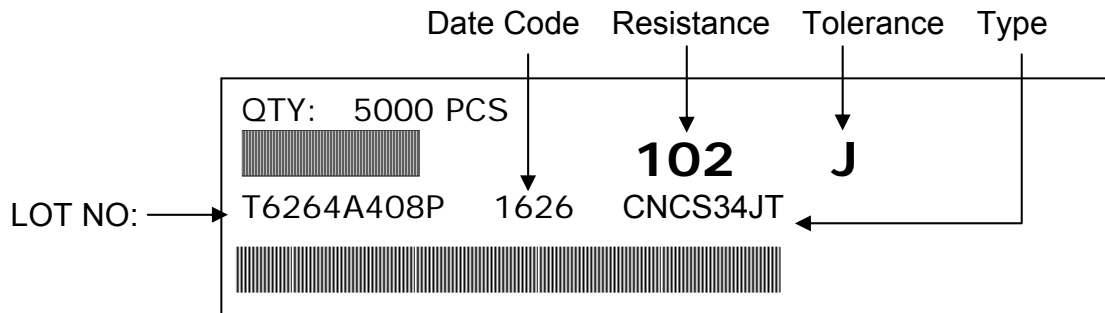 Date Code Resistance Tolerance Type
QTY: 5000 PCS
102 J
LOT NO: T6264A408P 1626 CNCS34JT